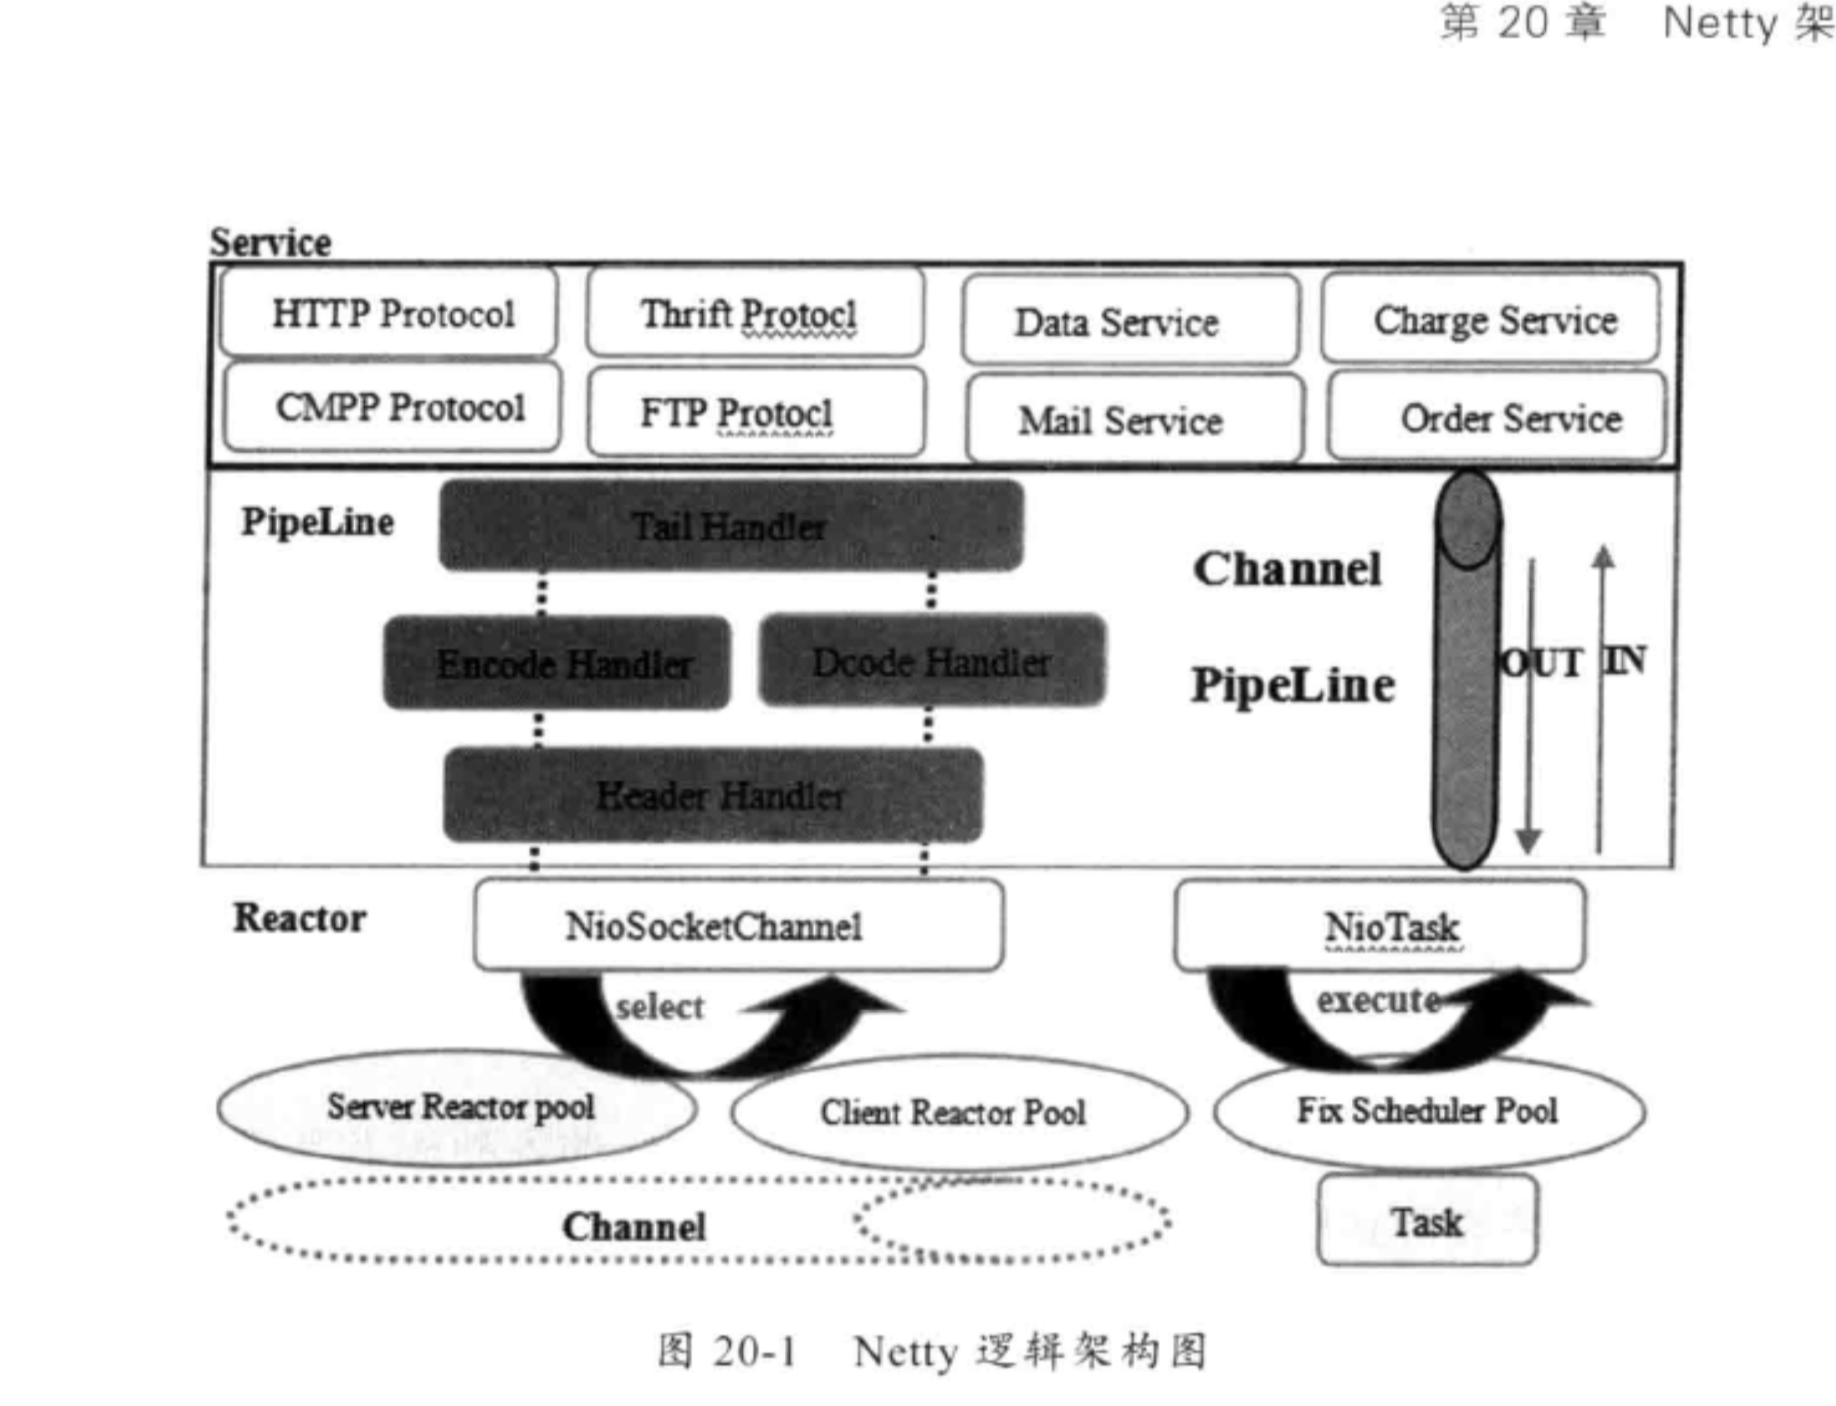 第 20 章 Netty 架
Service
HTTP Protocol
Thrift Protocl
Data Service
Charge Service
CMPP Protocol
FTP Protocl
Mail Service
Order Service
PipeLine
Tail Handler
Encode Handler
Dcode Handler
Header Handler
Channel
PipeLine
OUT
IN
Reactor
NioSocketChannel
NioTask
select
execute
Server Reactor pool
Client Reactor Pool
Fix Scheduler Pool
Channel
Task
图 20-1 Netty 逻辑架构图